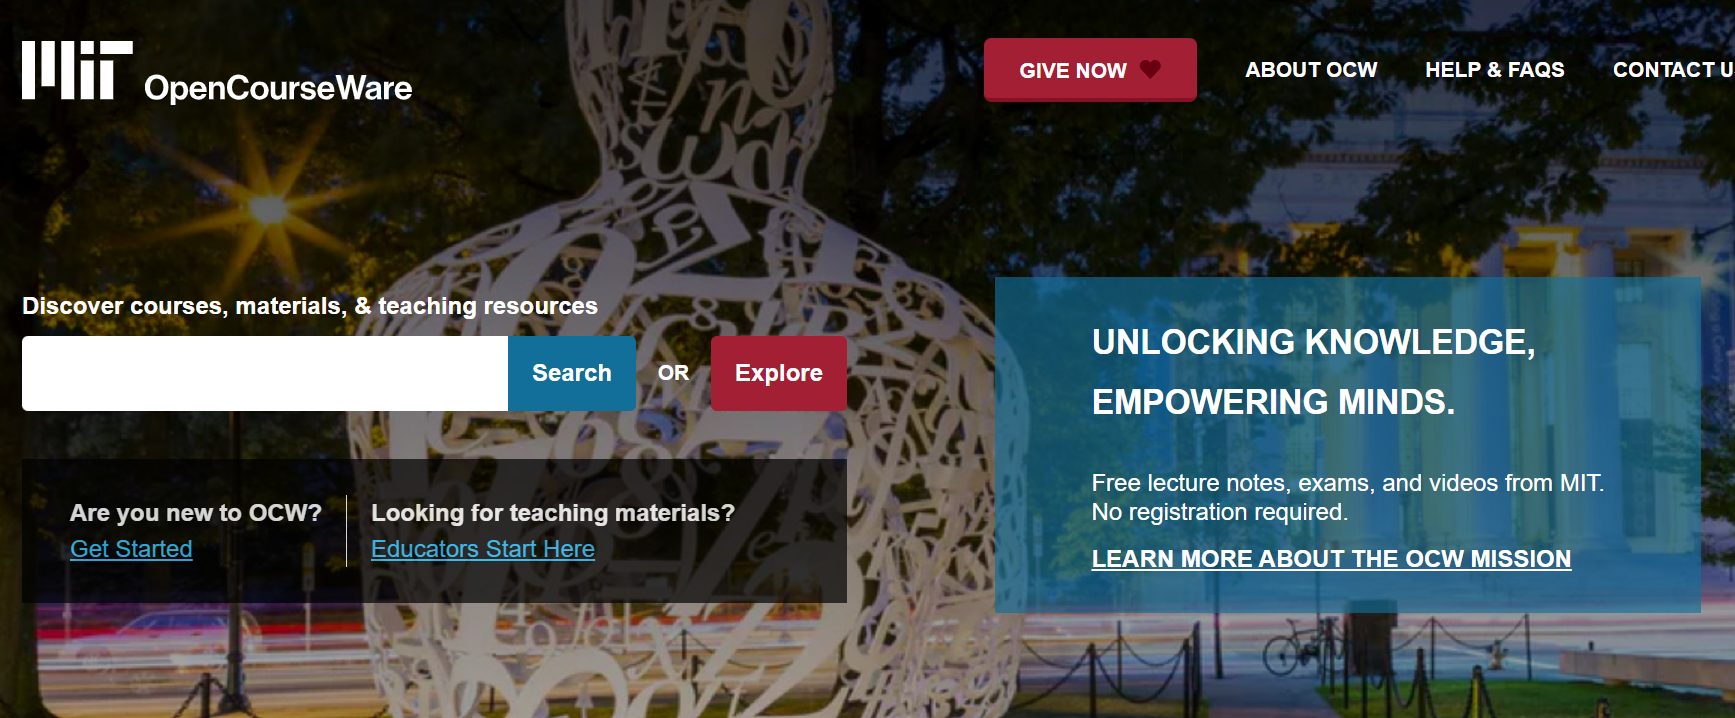 MIT OpenCourseWare
GIVE NOW
ABOUT OCW
HELP & FAQS
CONTACT U
Discover courses, materials, & teaching resources
Search
OR
Explore
Are you new to OCW?
Get Started
Looking for teaching materials?
Educators Start Here
UNLOCKING KNOWLEDGE,
EMPOWERING MINDS.
Free lecture notes, exams, and videos from MIT.
No registration required.
LEARN MORE ABOUT THE OCW MISSION